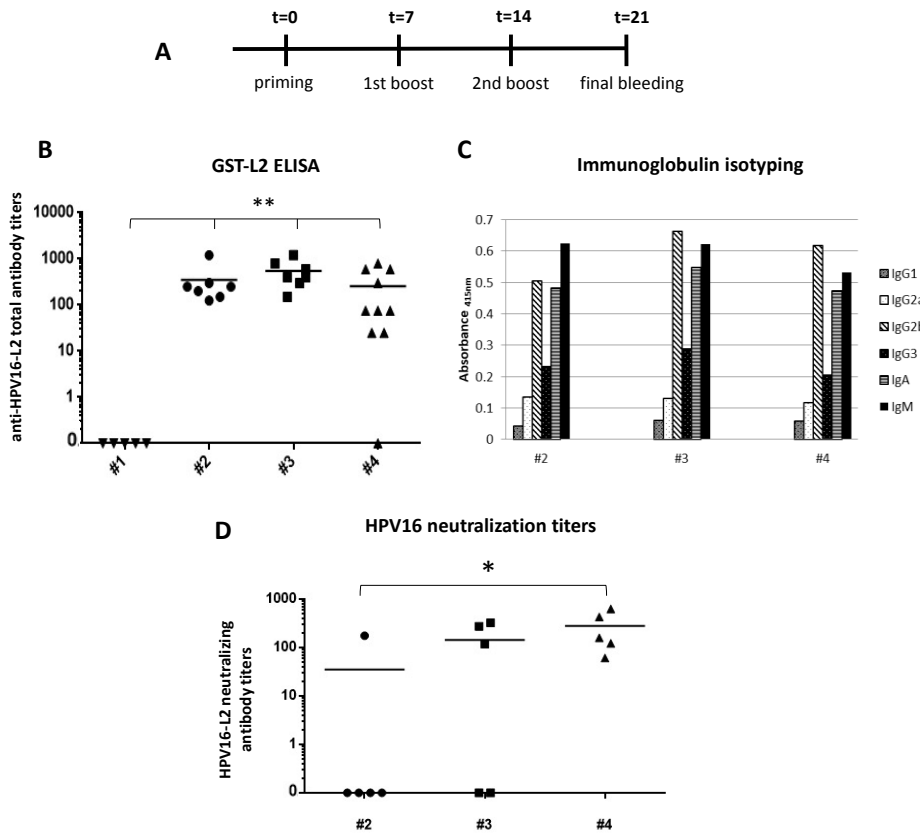 A
t=0 t=7 t=14 t=21
priming 1st boost 2nd boost final bleeding
B
GST-L2 ELISA
**
anti-HPV16-L2 total antibody titers
10000
1000
100
10
1
0
#1 #2 #3 #4
C
Immunoglobulin isotyping
Absorbance 415nm
0.7
0.6
0.5
0.4
0.3
0.2
0.1
0
#2 #3 #4
IgG1
IgG2a
IgG2b
IgG3
IgA
IgM
D
HPV16 neutralization titers
*
HPV16-L2 neutralizing
antibody titers
1000
100
10
1
0
#2 #3 #4